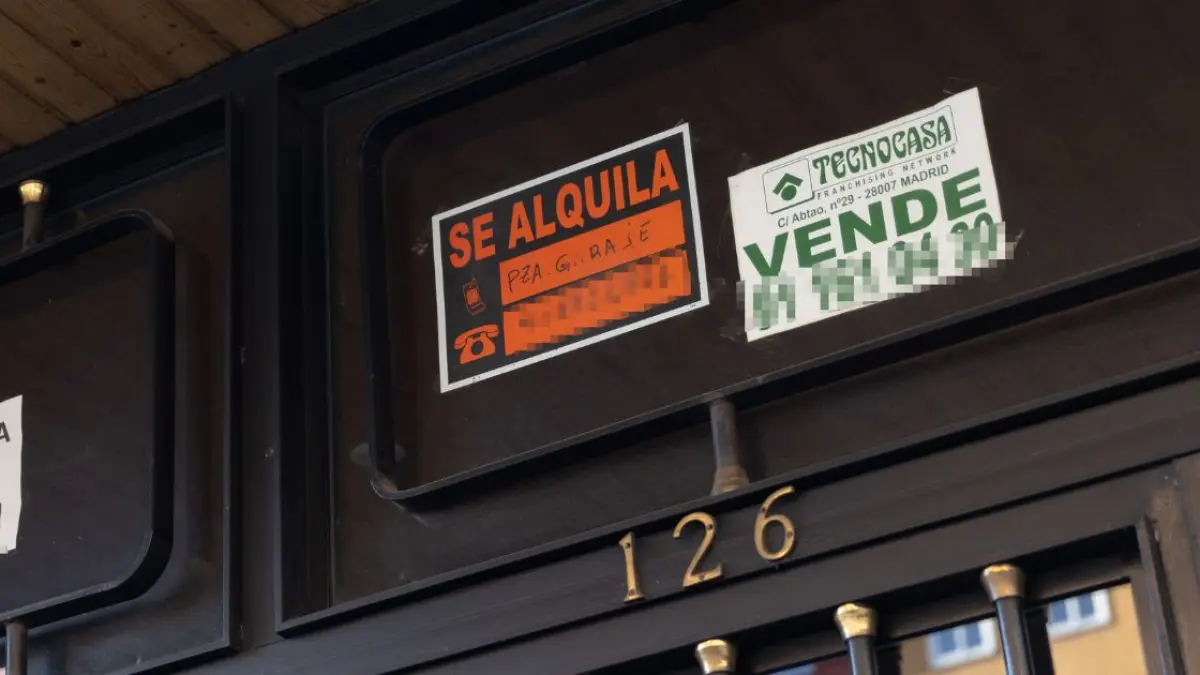 SE ALQUILA
PZA. GARAJE
TECNOCASA
FRANCHISING NETWORK
C/ Abtao, nº29 - 28007 MADRID
VENDE
126